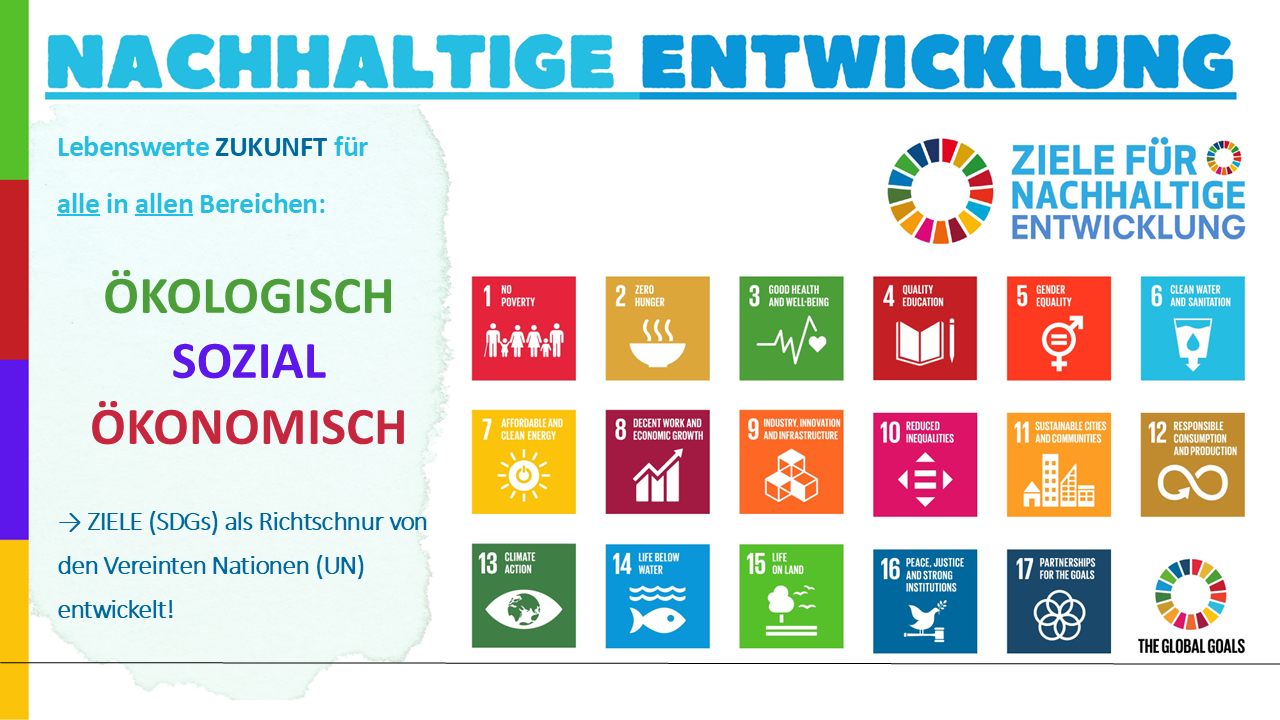 NACHHALTIGE ENTWICKLUNG
Lebenswerte ZUKUNFT für
alle in allen Bereichen:
ÖKOLOGISCH
SOZIAL
ÖKONOMISCH
→ ZIELE (SDGs) als Richtschnur von
den Vereinten Nationen (UN)
entwickelt!
ZIELE FÜR
NACHHALTIGE
ENTWICKLUNG
1 NO
POVERTY
2 ZERO
HUNGER
3 GOOD HEALTH
AND WELL-BEING
4 QUALITY
EDUCATION
5 GENDER
EQUALITY
6 CLEAN WATER
AND SANITATION
7 AFFORDABLE AND
CLEAN ENERGY
8 DECENT WORK AND
ECONOMIC GROWTH
9 INDUSTRY, INNOVATION
AND INFRASTRUCTURE
10 REDUCED
INEQUALITIES
11 SUSTAINABLE CITIES
AND COMMUNITIES
12 RESPONSIBLE
CONSUMPTION
AND PRODUCTION
13 CLIMATE
ACTION
14 LIFE BELOW
WATER
15 LIFE
ON LAND
16 PEACE, JUSTICE
AND STRONG
INSTITUTIONS
17 PARTNERSHIPS
FOR THE GOALS
THE GLOBAL GOALS